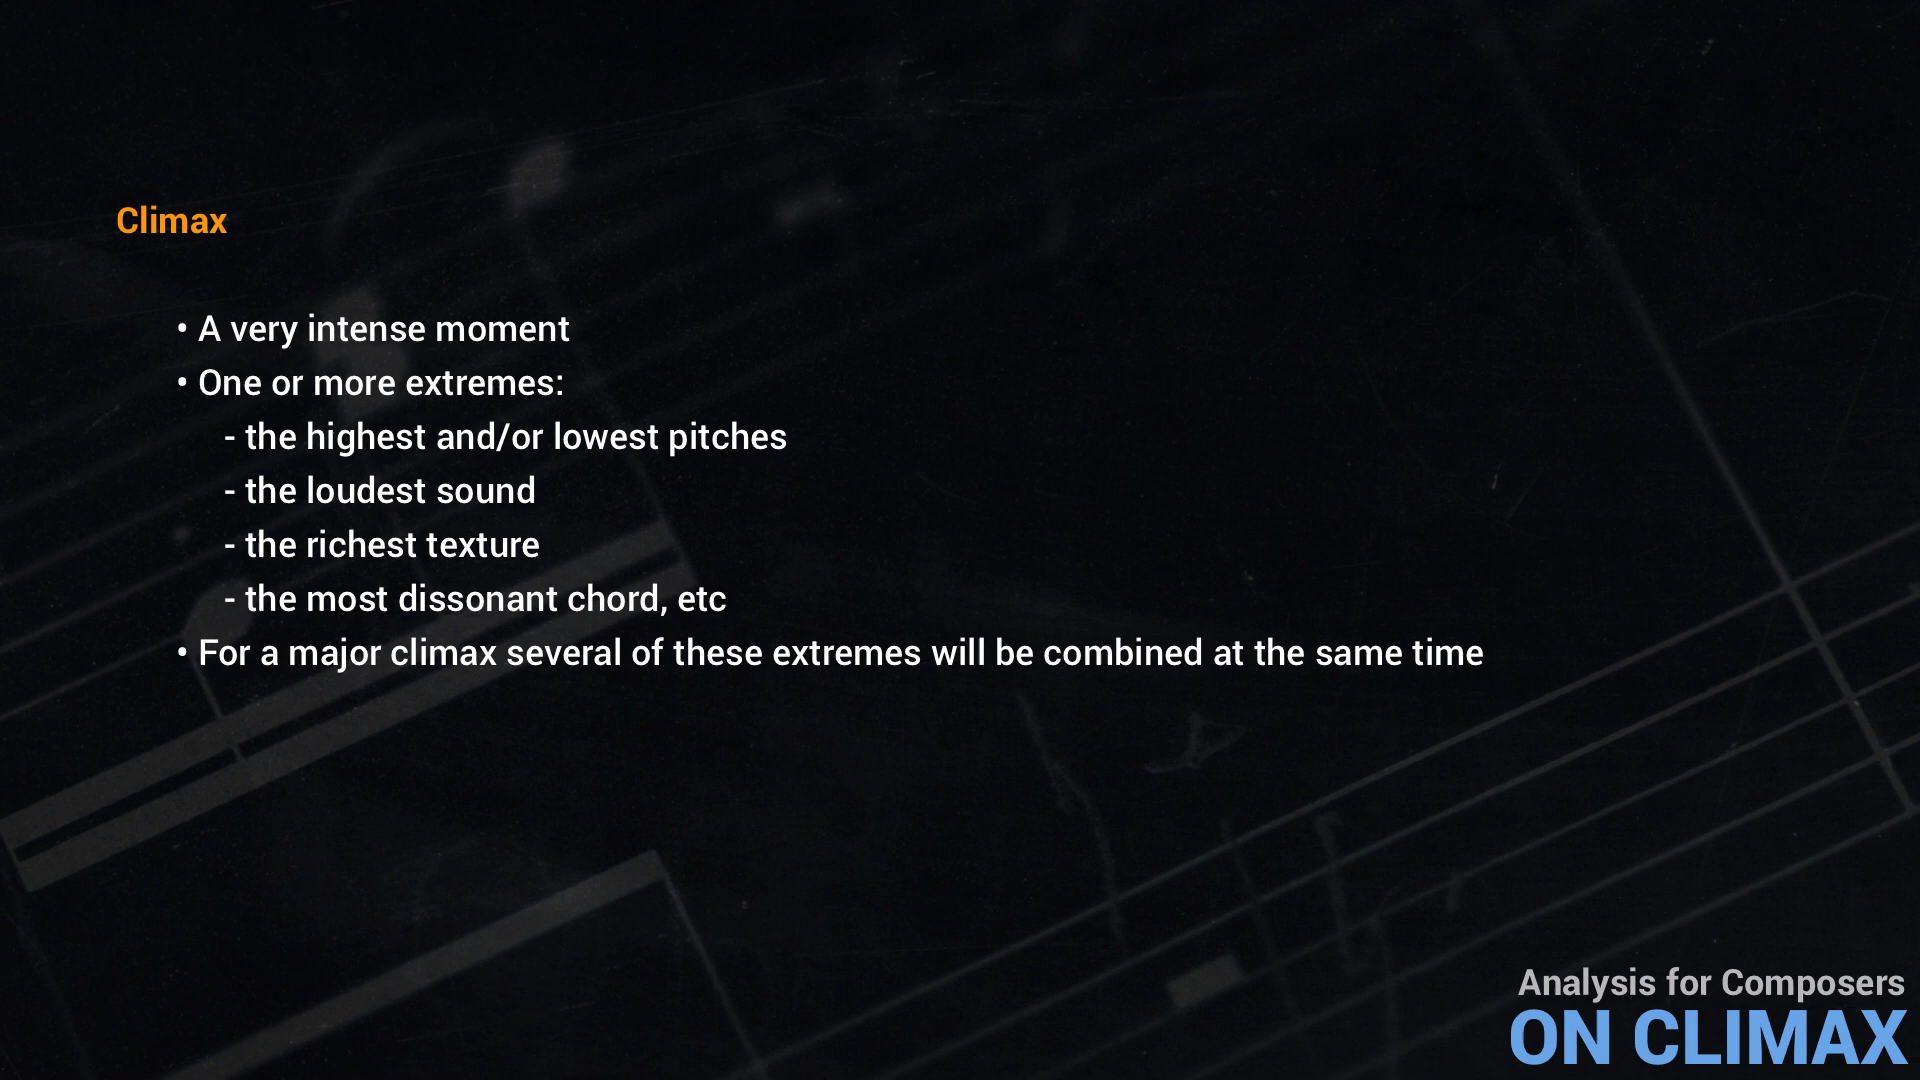 Climax
• A very intense moment
• One or more extremes:
- the highest and/or lowest pitches
- the loudest sound
- the richest texture
- the most dissonant chord, etc
• For a major climax several of these extremes will be combined at the same time
Analysis for Composers
ON CLIMAX